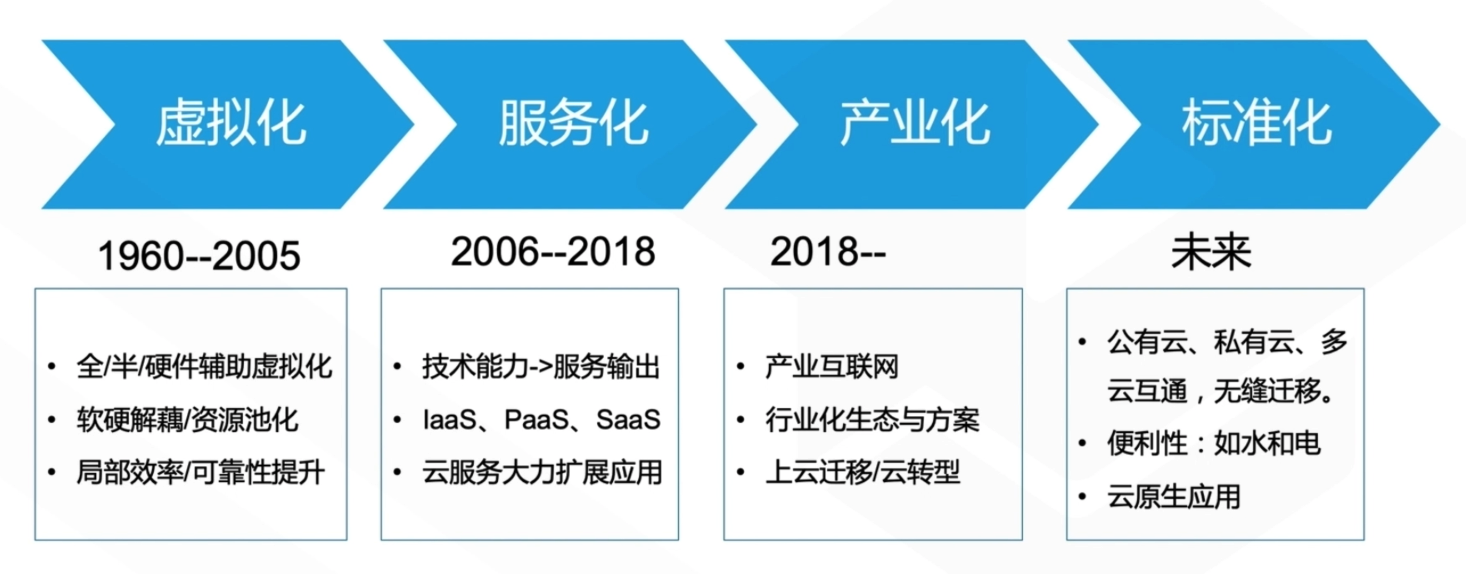 虚拟化
服务化
产业化
标准化
1960--2005
2006--2018
2018--
未来
• 全/半/硬件辅助虚拟化
• 软硬解藕/资源池化
• 局部效率/可靠性提升
• 技术能力->服务输出
• IaaS、PaaS、SaaS
• 云服务大力扩展应用
• 产业互联网
• 行业化生态与方案
• 上云迁移/云转型
• 公有云、私有云、多
云互通，无缝迁移。
• 便利性：如水和电
• 云原生应用